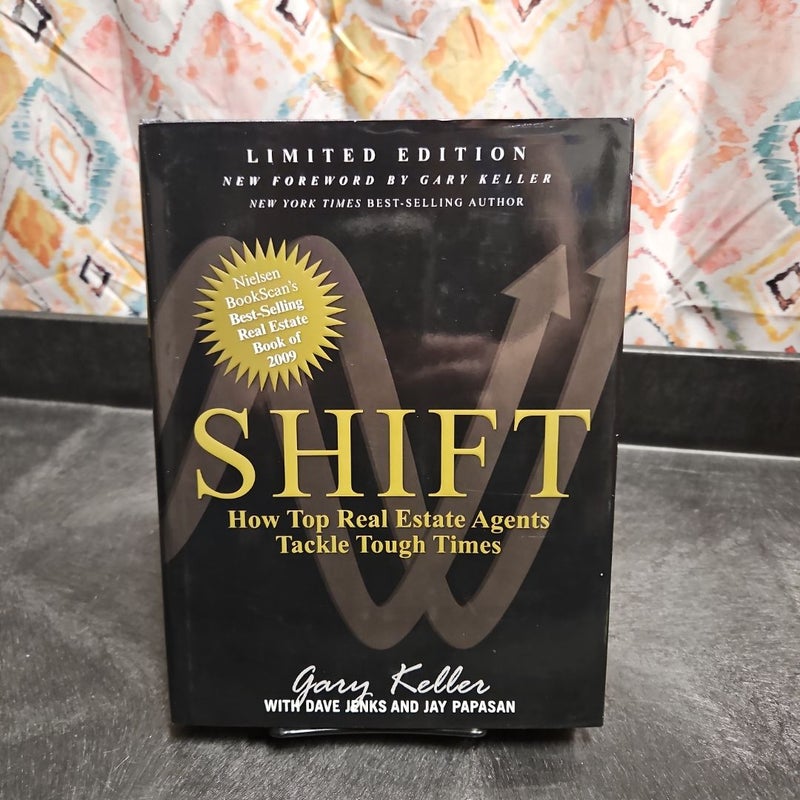 LIMITED EDITION
NEW FOREWORD BY GARY KELLER
NEW YORK TIMES BEST-SELLING AUTHOR
Nielsen
BookScan's
Best-Selling
Real Estate
Book of
2009
SHIFT
How Top Real Estate Agents
Tackle Tough Times
Gary Keller
WITH DAVE JENKS AND JAY PAPASAN